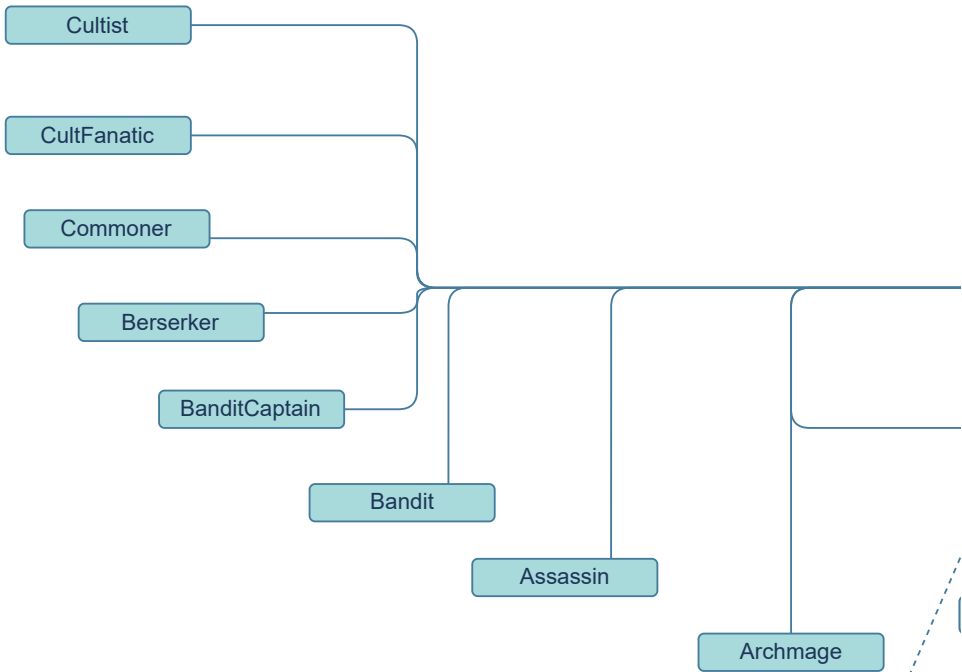 Cultist
CultFanatic
Commoner
Berserker
BanditCaptain
Bandit
Assassin
Archmage